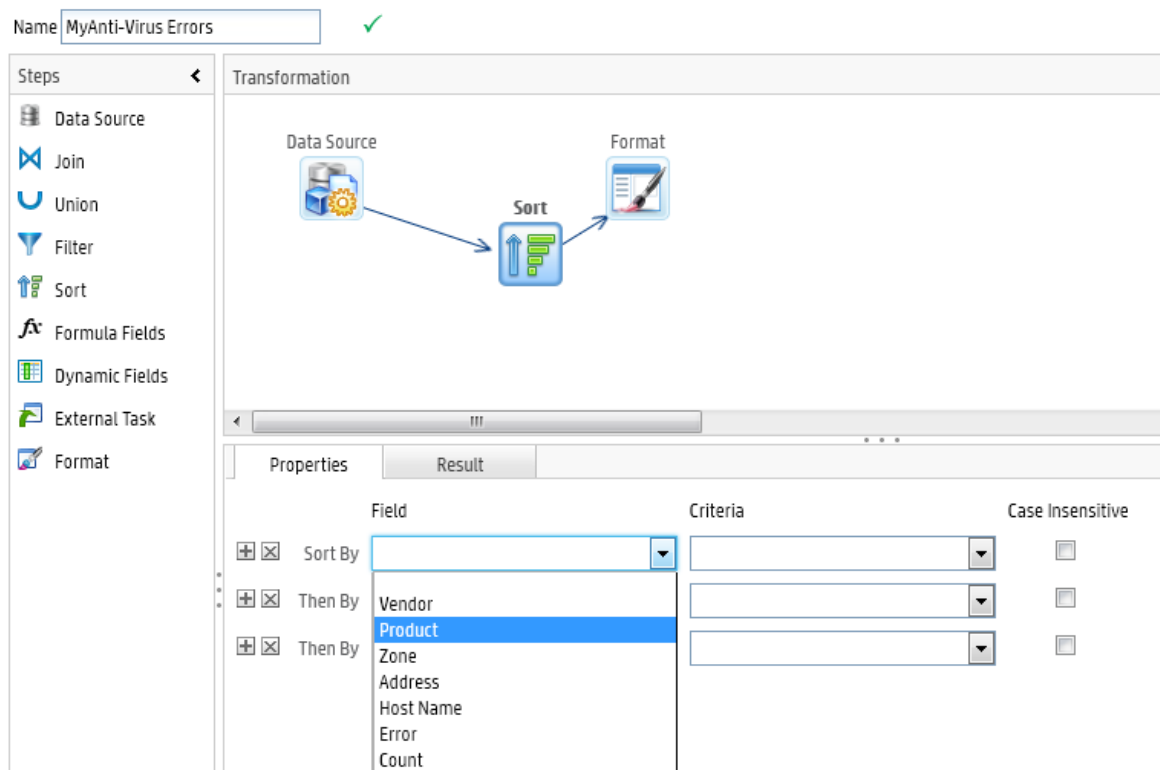 Name MyAnti-Virus Errors
Steps
Data Source
Join
Union
Filter
Sort
fx Formula Fields
Dynamic Fields
External Task
Format
Transformation
Data Source
Sort
Format
Properties Result
Field Criteria Case Insensitive
Sort By
Then By
Then By
Vendor
Product
Zone
Address
Host Name
Error
Count